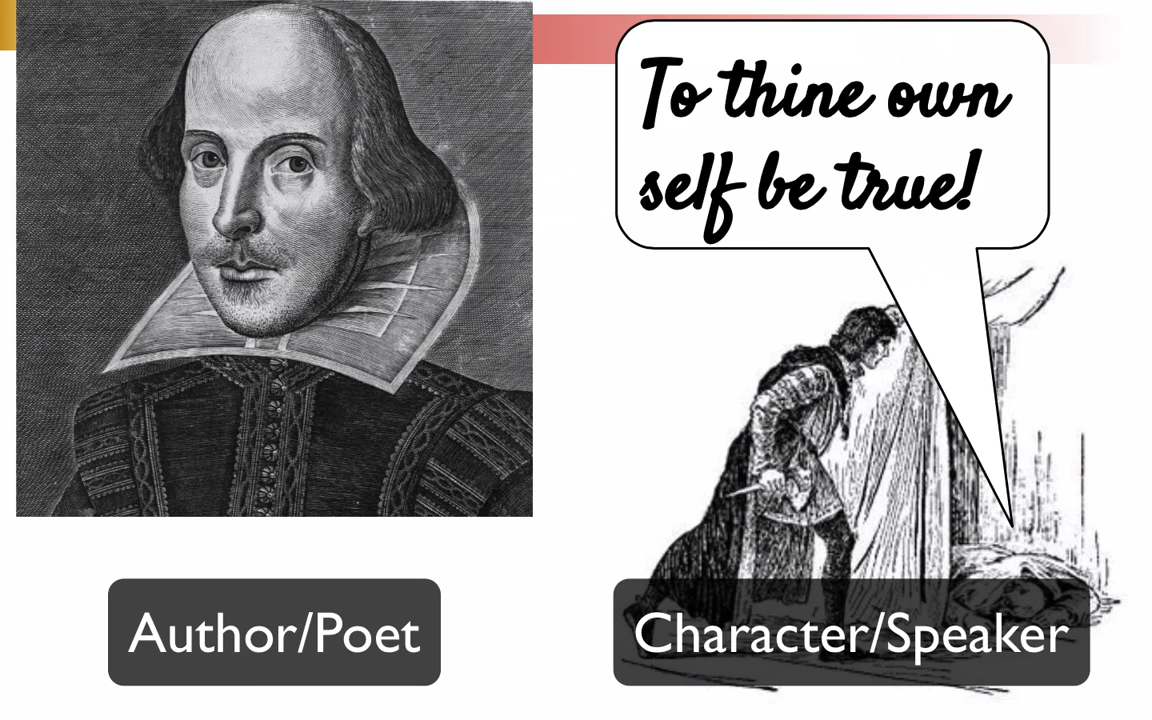 To thine own
self be true!
Author/Poet
Character/Speaker